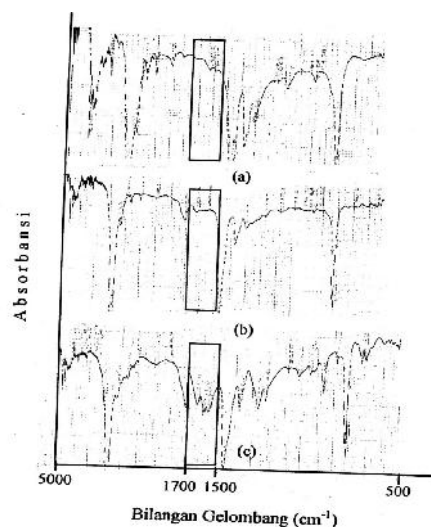 Absorbansi
(a)
(b)
(c)
5000 1700 1500 500
Bilangan Gelombang (cm⁻¹)